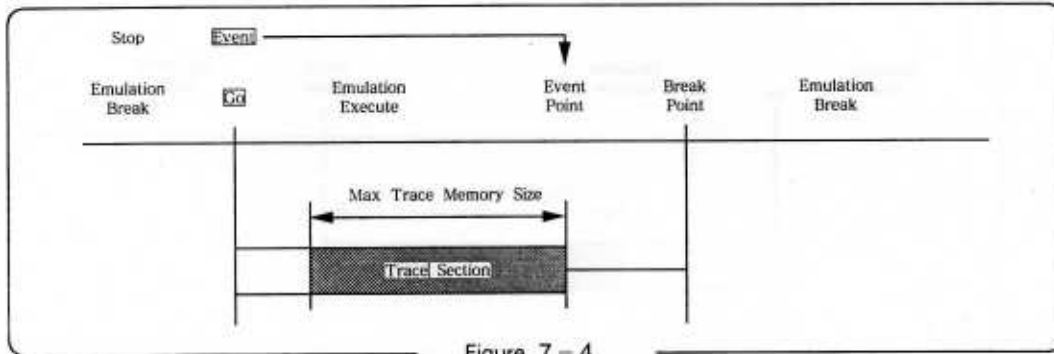 Stop Event
Emulation Break Go Emulation Execute Event Point Break Point Emulation Break
Max Trace Memory Size
Trace Section
Figure 7 – 4